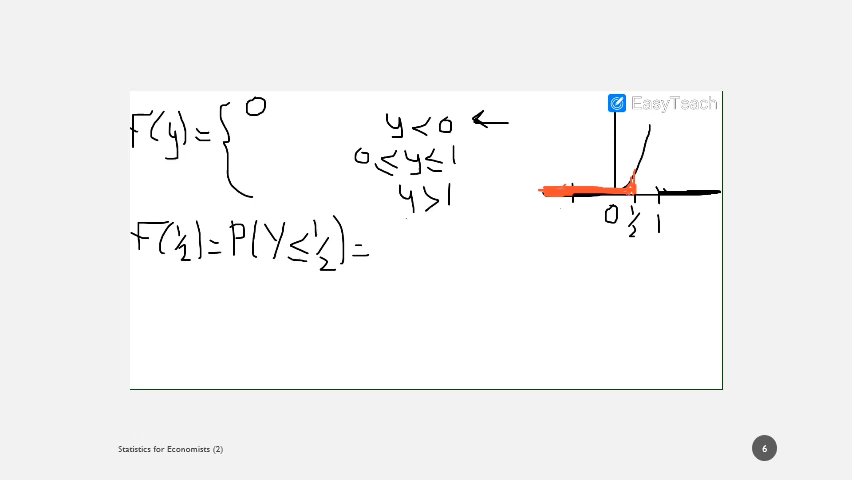 F(y) = { 0 y < 0 ←
0 ≤ y ≤ 1
y > 1
F(1/2) = P(Y ≤ 1/2) =
EasyTeach
0 1/2 1
Statistics for Economists (2)
6